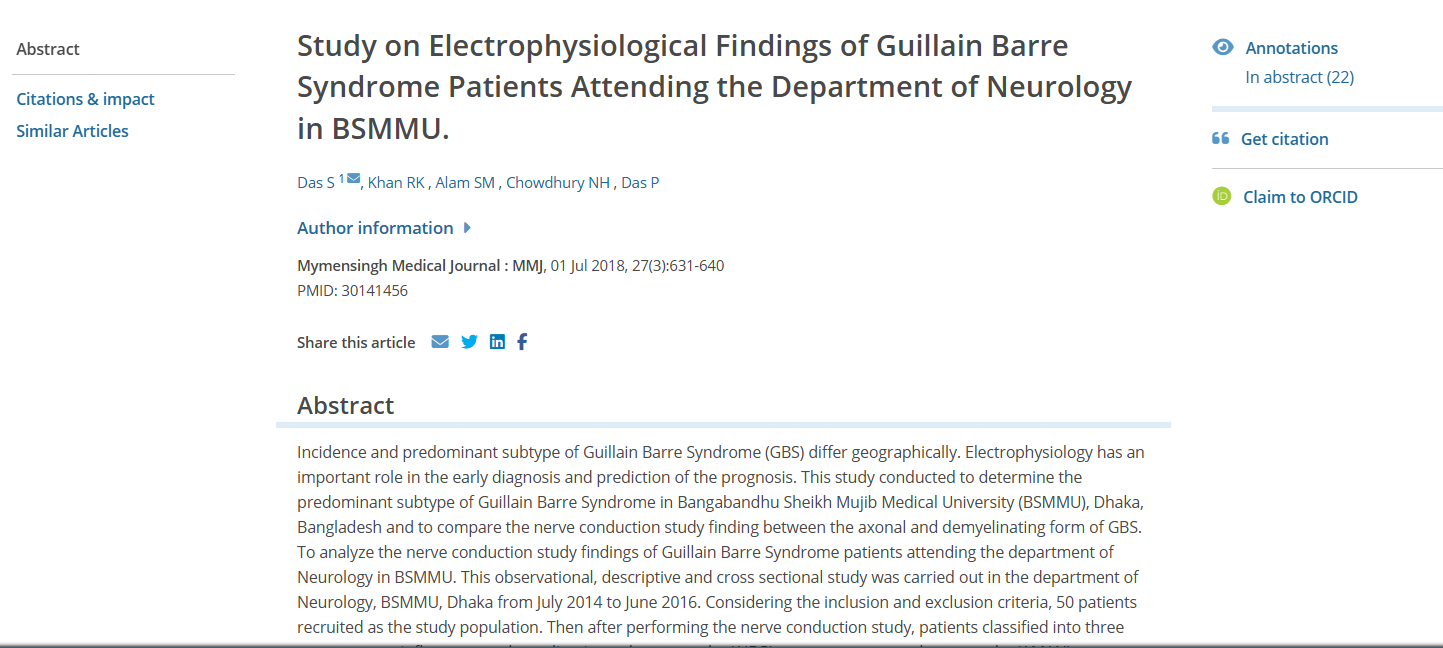 Abstract
Citations & impact
Similar Articles
Study on Electrophysiological Findings of Guillain Barre
Syndrome Patients Attending the Department of Neurology
in BSMMU.
Das S 1, Khan RK , Alam SM , Chowdhury NH , Das P
Author information
Mymensingh Medical Journal : MMJ, 01 Jul 2018, 27(3):631-640
PMID: 30141456
Share this article
Abstract
Incidence and predominant subtype of Guillain Barre Syndrome (GBS) differ geographically. Electrophysiology has an
important role in the early diagnosis and prediction of the prognosis. This study conducted to determine the
predominant subtype of Guillain Barre Syndrome in Bangabandhu Sheikh Mujib Medical University (BSMMU), Dhaka,
Bangladesh and to compare the nerve conduction study finding between the axonal and demyelinating form of GBS.
To analyze the nerve conduction study findings of Guillain Barre Syndrome patients attending the department of
Neurology in BSMMU. This observational, descriptive and cross sectional study was carried out in the department of
Neurology, BSMMU, Dhaka from July 2014 to June 2016. Considering the inclusion and exclusion criteria, 50 patients
recruited as the study population. Then after performing the nerve conduction study, patients classified into three
Annotations
In abstract (22)
Get citation
iD
Claim to ORCID